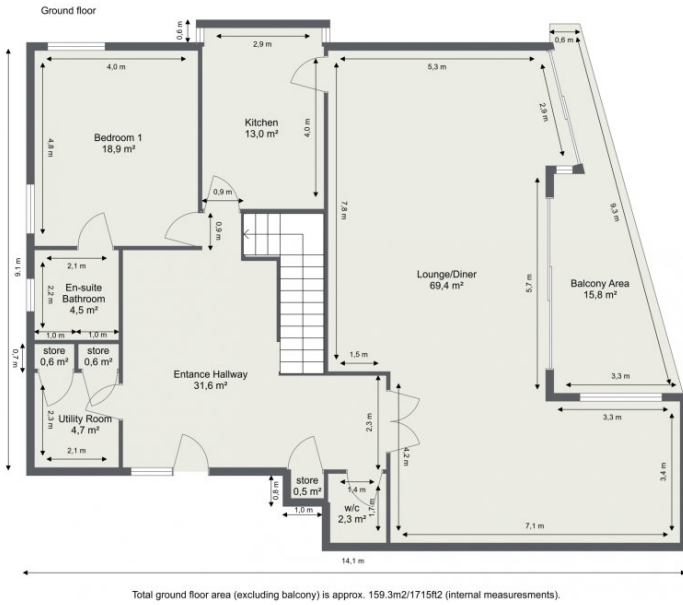 Ground floor
0,6 m
2,9 m
0,6 m
4,0 m
5,3 m
4,8 m
4,0 m
2,9 m
Bedroom 1
18,9 m²
Kitchen
13,0 m²
0,9 m
0,9 m
7,8 m
9,3 m
9,1 m
2,1 m
2,2 m
En-suite
Bathroom
4,5 m²
1,0 m
1,0 m
Lounge/Diner
69,4 m²
5,7 m
Balcony Area
15,8 m²
0,7 m
store
0,6 m²
store
0,6 m²
1,5 m
Entance Hallway
31,6 m²
3,3 m
3,3 m
2,3 m
Utility Room
4,7 m²
2,1 m
2,3 m
4,2 m
3,4 m
store
0,5 m²
0,8 m
1,0 m
1,4 m
1,7 m
w/c
2,3 m²
7,1 m
14,1 m
Total ground floor area (excluding balcony) is approx. 159.3m2/1715ft2 (internal measuresments).